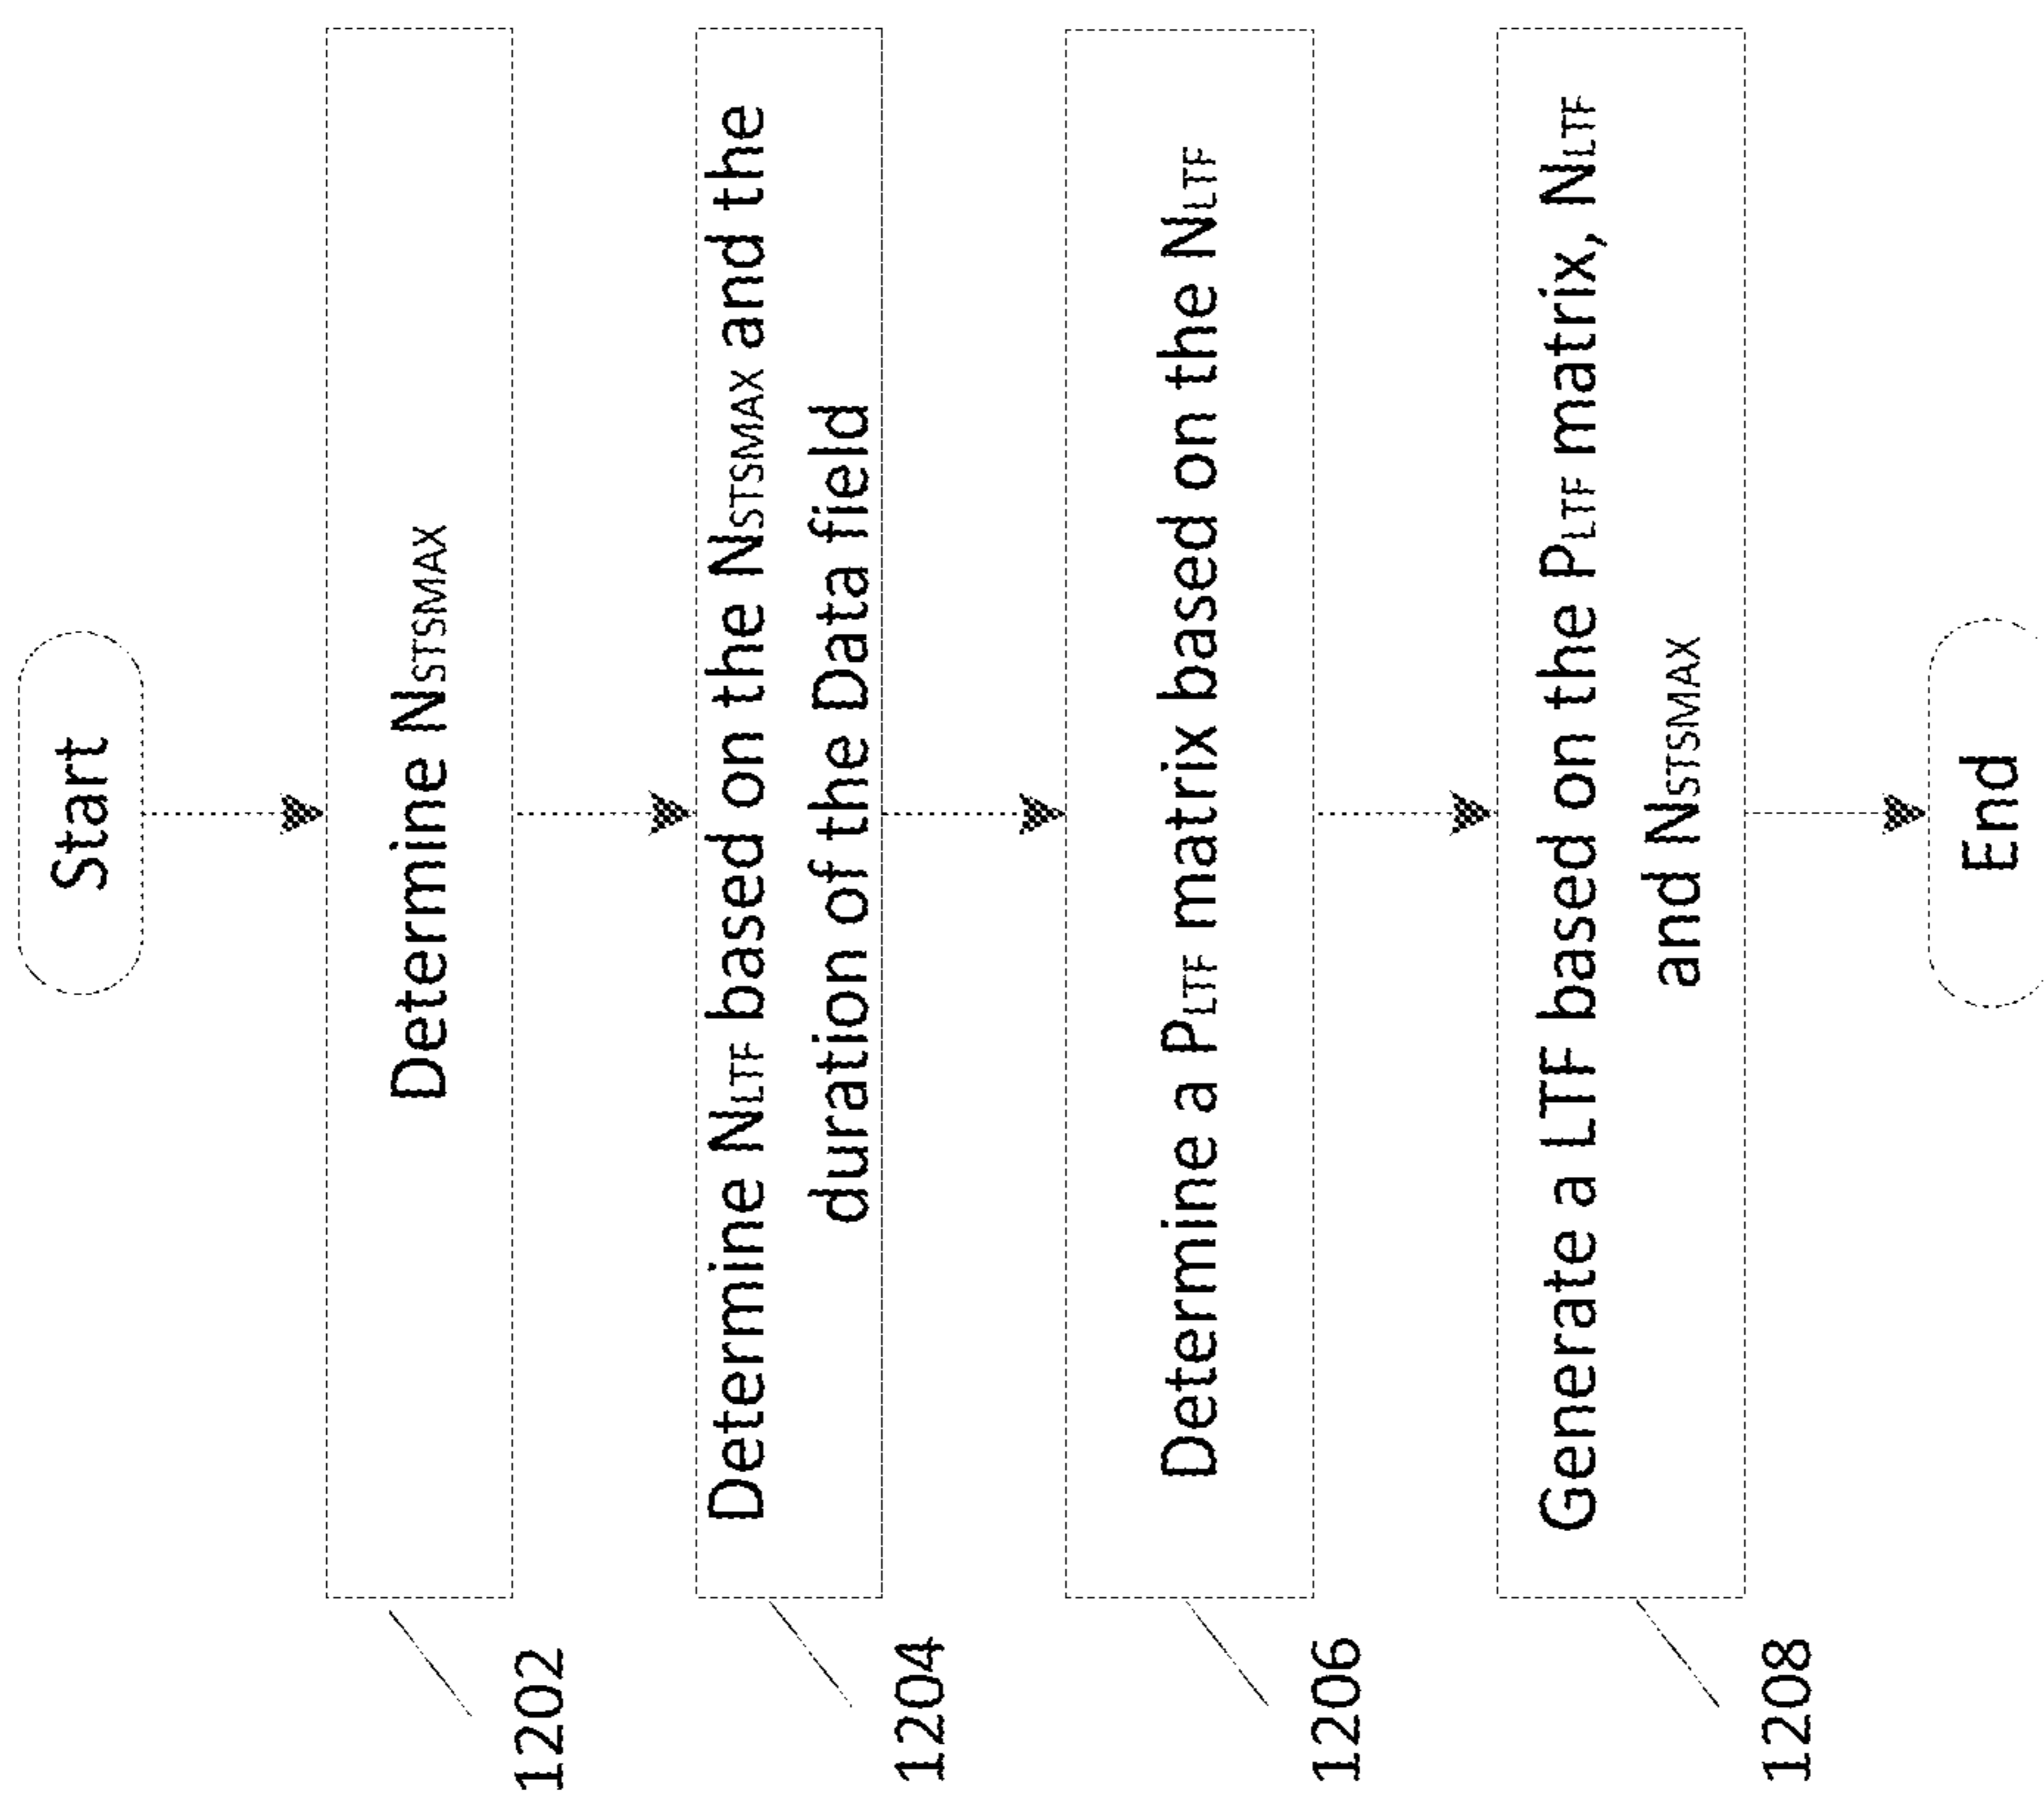 Start
Determine NSTSMAX
1202
Determine NLTF based on the NSTSMAX and the
duration of the Data field
1204
Determine a PLTF matrix based on the NLTF
1206
Generate a LTF based on the PLTF matrix, NLTF
and NSTSMAX
1208
End